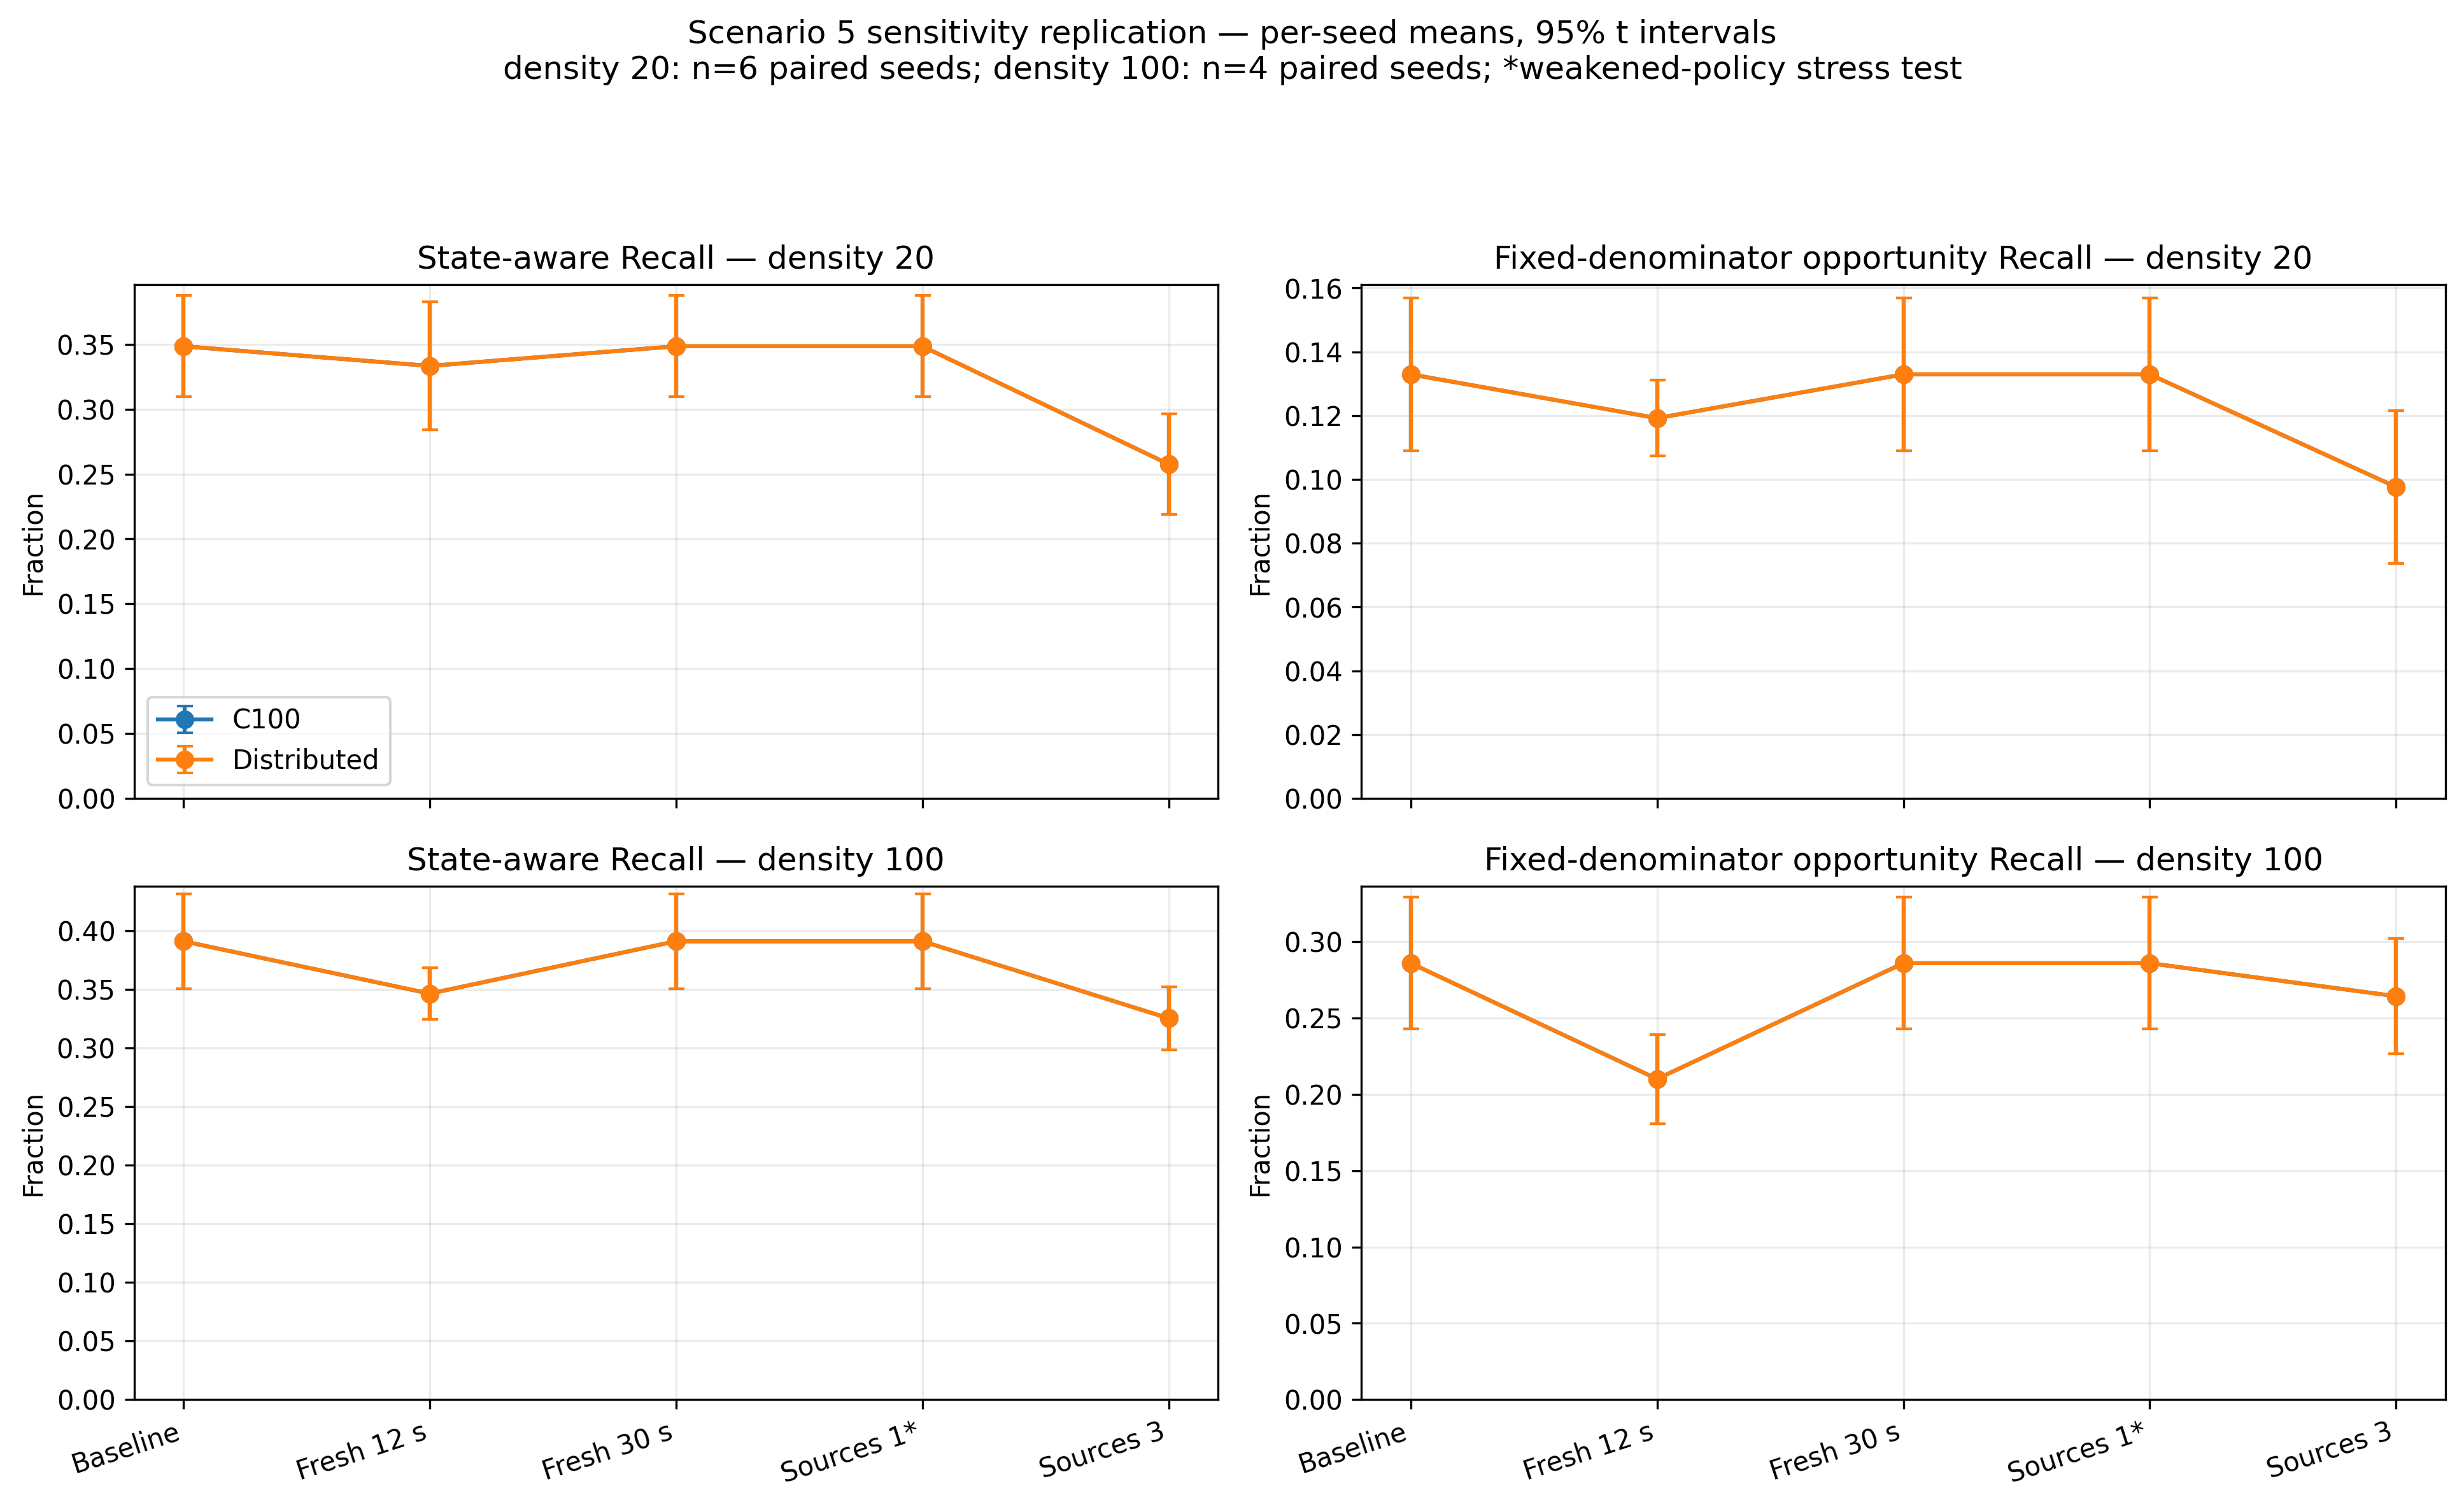 Scenario 5 sensitivity replication — per-seed means, 95% t intervals
density 20: n=6 paired seeds; density 100: n=4 paired seeds; *weakened-policy stress test
State-aware Recall — density 20
Fraction
0.35
0.30
0.25
0.20
0.15
0.10
0.05
0.00
C100
Distributed
Fixed-denominator opportunity Recall — density 20
Fraction
0.16
0.14
0.12
0.10
0.08
0.06
0.04
0.02
0.00
State-aware Recall — density 100
Fraction
0.40
0.35
0.30
0.25
0.20
0.15
0.10
0.05
0.00
Baseline
Fresh 12 s
Fresh 30 s
Sources 1*
Sources 3
Fixed-denominator opportunity Recall — density 100
Fraction
0.30
0.25
0.20
0.15
0.10
0.05
0.00
Baseline
Fresh 12 s
Fresh 30 s
Sources 1*
Sources 3